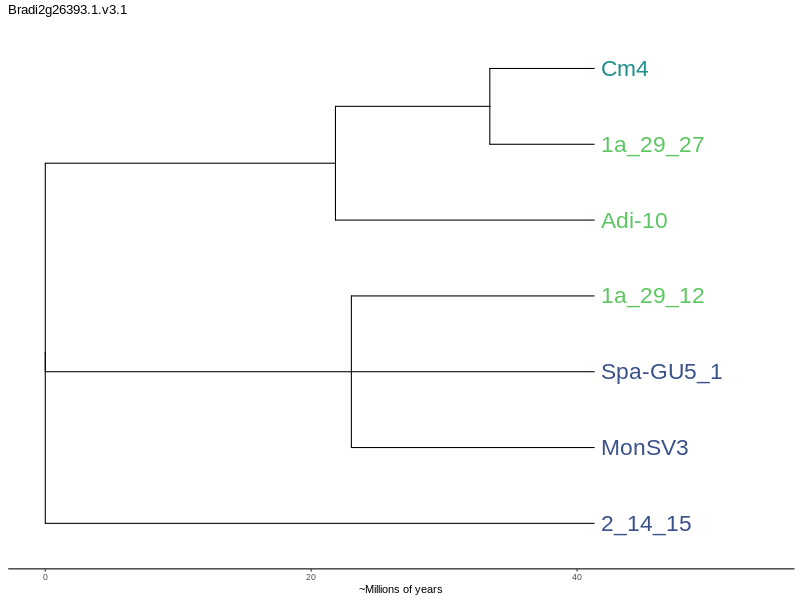 Bradi2g26393.1.v3.1
Cm4
1a_29_27
Adi-10
1a_29_12
Spa-GU5_1
MonSV3
2_14_15
0 20 40
~Millions of years